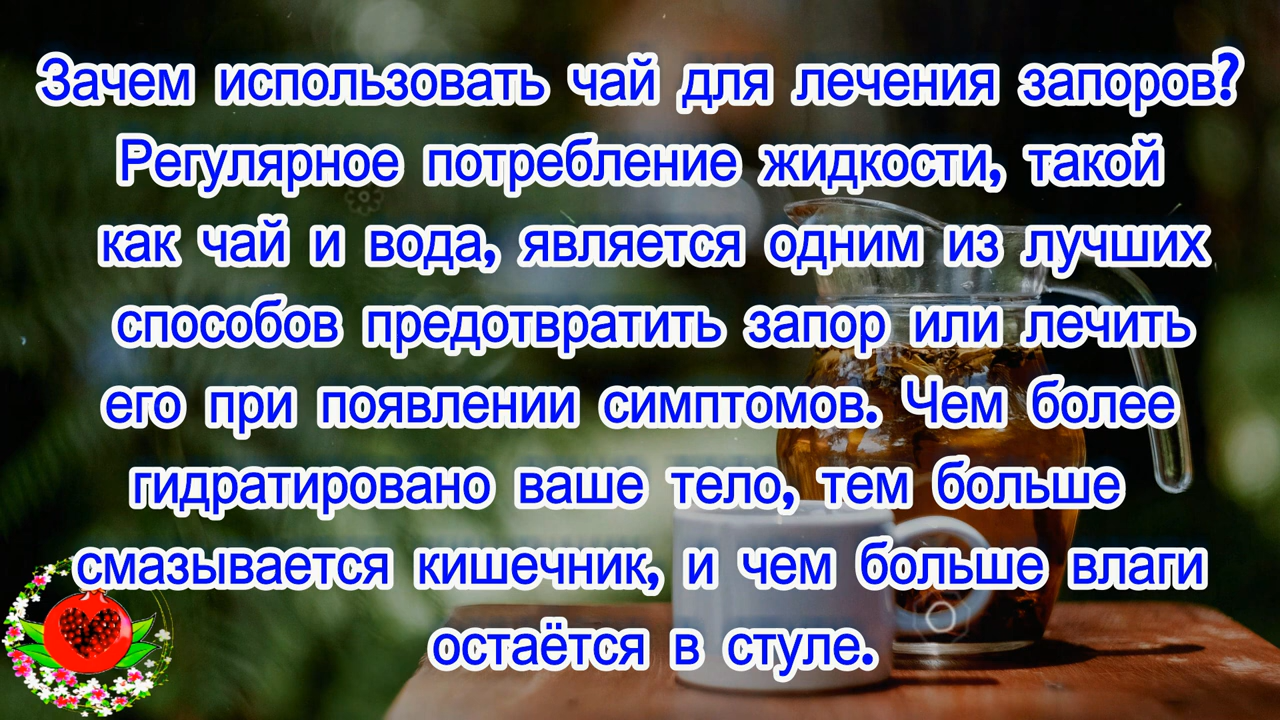 Зачем использовать чай для лечения запоров?
Регулярное потребление жидкости, такой
как чай и вода, является одним из лучших
способов предотвратить запор или лечить
его при появлении симптомов. Чем более
гидратировано ваше тело, тем больше
смазывается кишечник, и чем больше влаги
остаётся в стуле.